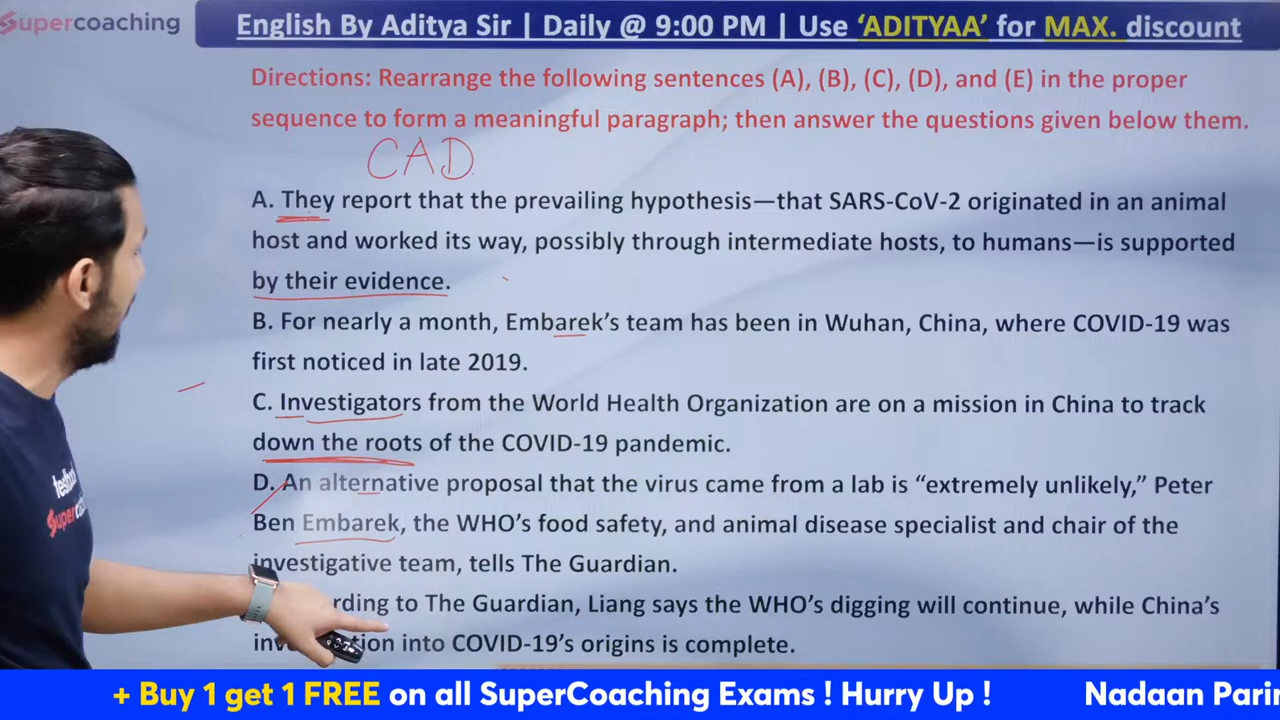 Supercoaching
English By Aditya Sir | Daily @ 9:00 PM | Use ‘ADITYAA’ for MAX. discount
Directions: Rearrange the following sentences (A), (B), (C), (D), and (E) in the proper
sequence to form a meaningful paragraph; then answer the questions given below them.
CAD
A. They report that the prevailing hypothesis—that SARS-CoV-2 originated in an animal
host and worked its way, possibly through intermediate hosts, to humans—is supported
by their evidence.
B. For nearly a month, Embarek’s team has been in Wuhan, China, where COVID-19 was
first noticed in late 2019.
C. Investigators from the World Health Organization are on a mission in China to track
down the roots of the COVID-19 pandemic.
D. An alternative proposal that the virus came from a lab is “extremely unlikely,” Peter
Ben Embarek, the WHO’s food safety, and animal disease specialist and chair of the
investigative team, tells The Guardian.
to The Guardian, Liang says the WHO’s digging will continue, while China’s
into COVID-19’s origins is complete.
testbook
Super
+ Buy 1 get 1 FREE on all SuperCoaching Exams ! Hurry Up !
Nadaan